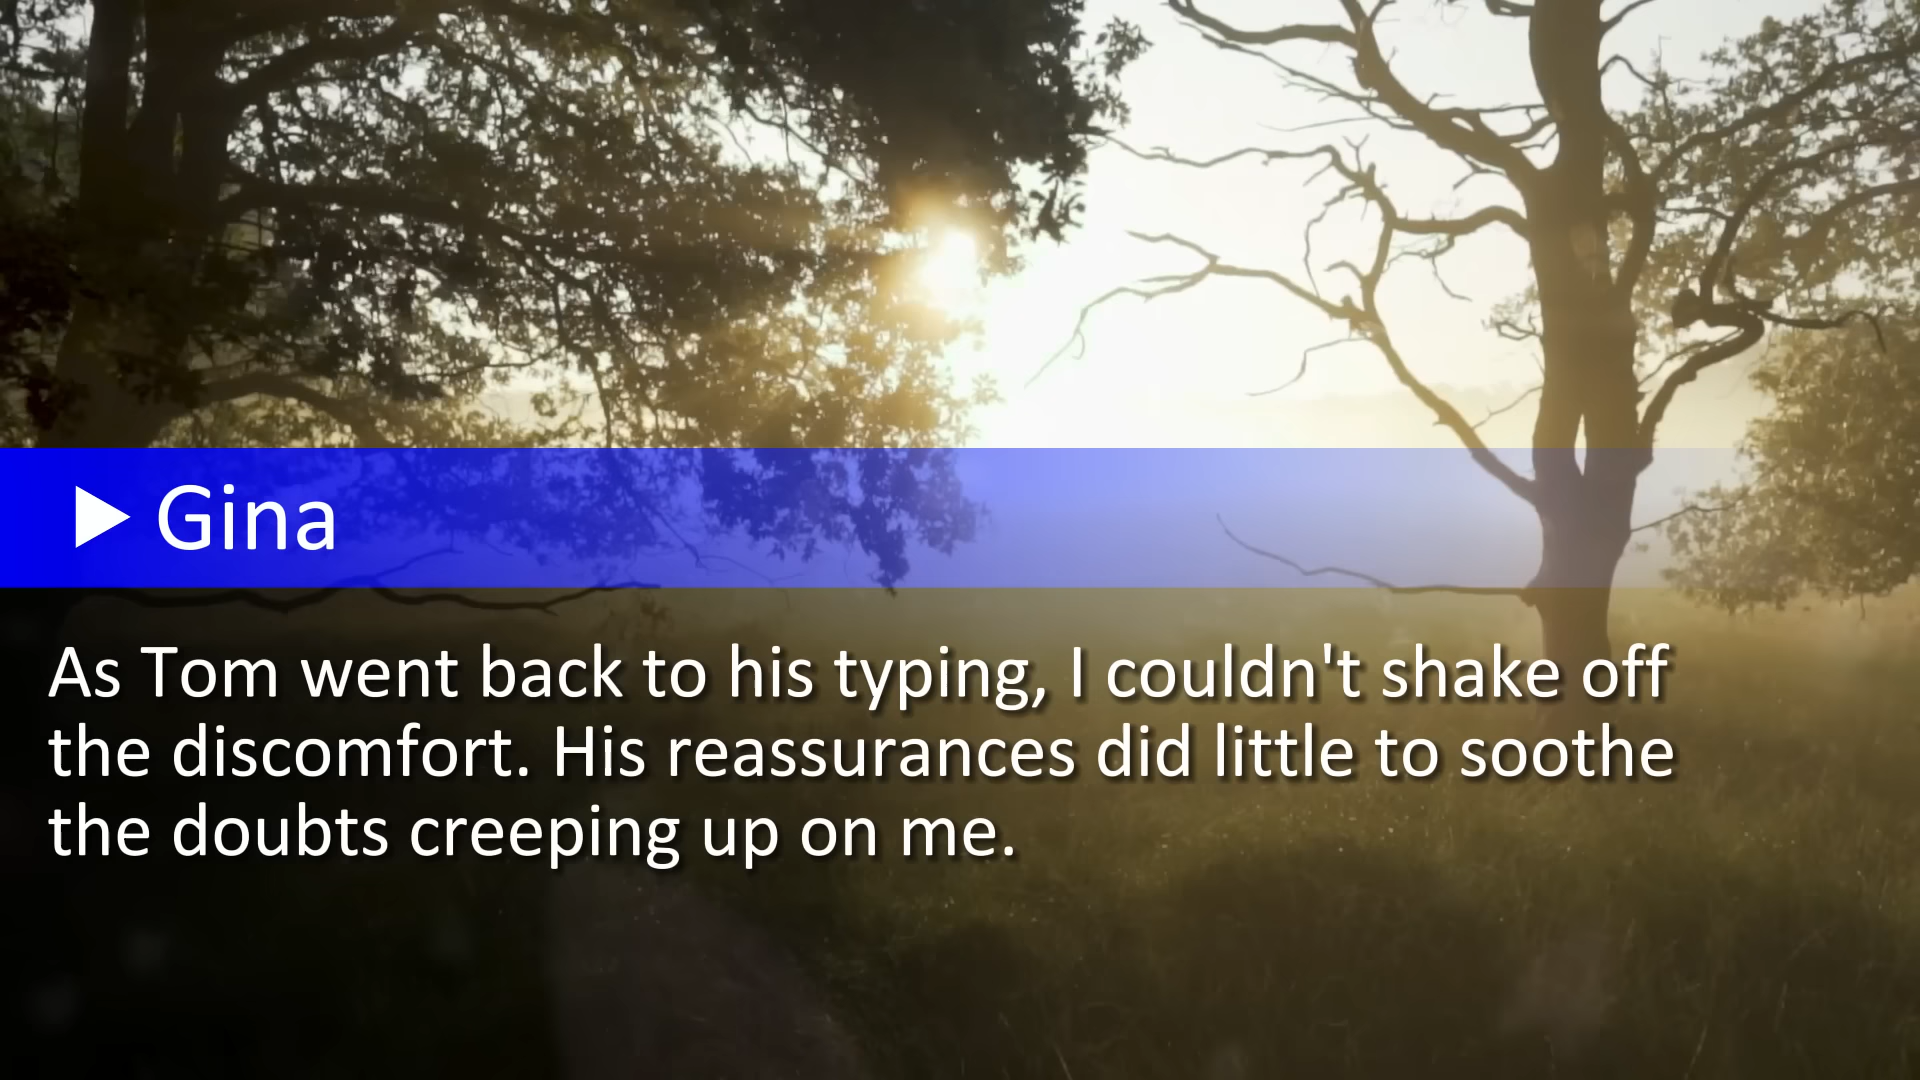 Gina
As Tom went back to his typing, I couldn't shake off
the discomfort. His reassurances did little to soothe
the doubts creeping up on me.